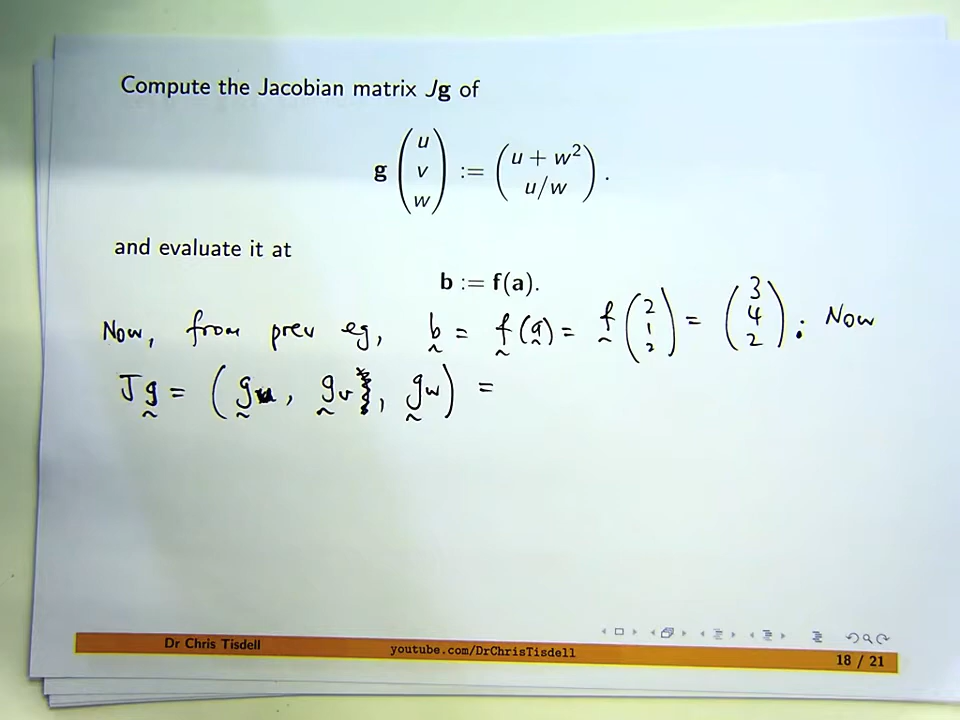 Compute the Jacobian matrix Jg of
g (u v w) := (u + w² u/w).
and evaluate it at
b := f(a).
Now, from prev eg, b = f(a) = f (2 1 2) = (3 4 2). Now
Jg = (gu, gv, gw) =
Dr Chris Tisdell youtube.com/DrChrisTisdell 18 / 21